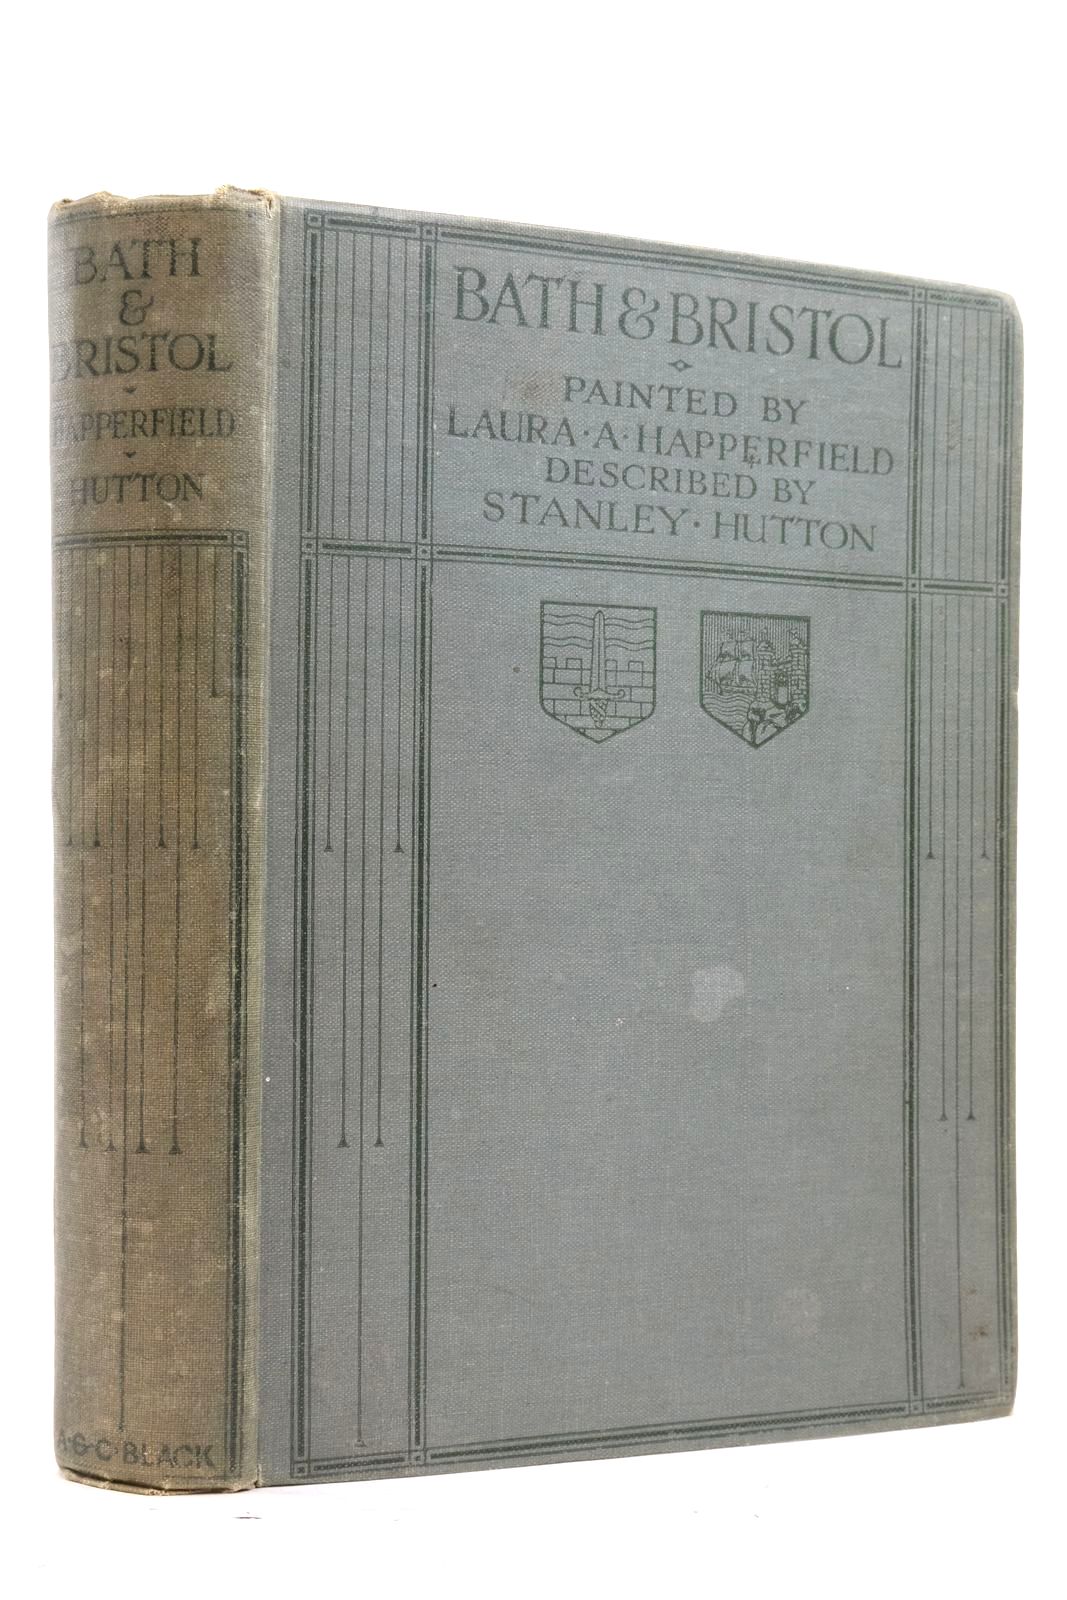 BATH
&
BRISTOL
HAPPERFIELD
HUTTON
A·&·C·BLACK
BATH & BRISTOL
PAINTED BY
LAURA·A·HAPPERFIELD
DESCRIBED BY
STANLEY·HUTTON